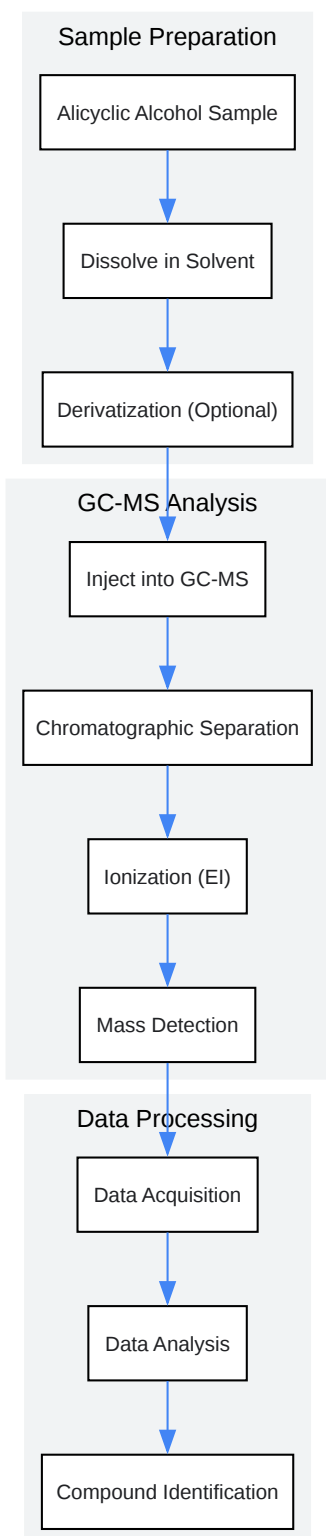 Sample Preparation
Alicyclic Alcohol Sample
Dissolve in Solvent
Derivatization (Optional)
GC-MS Analysis
Inject into GC-MS
Chromatographic Separation
Ionization (EI)
Mass Detection
Data Processing
Data Acquisition
Data Analysis
Compound Identification